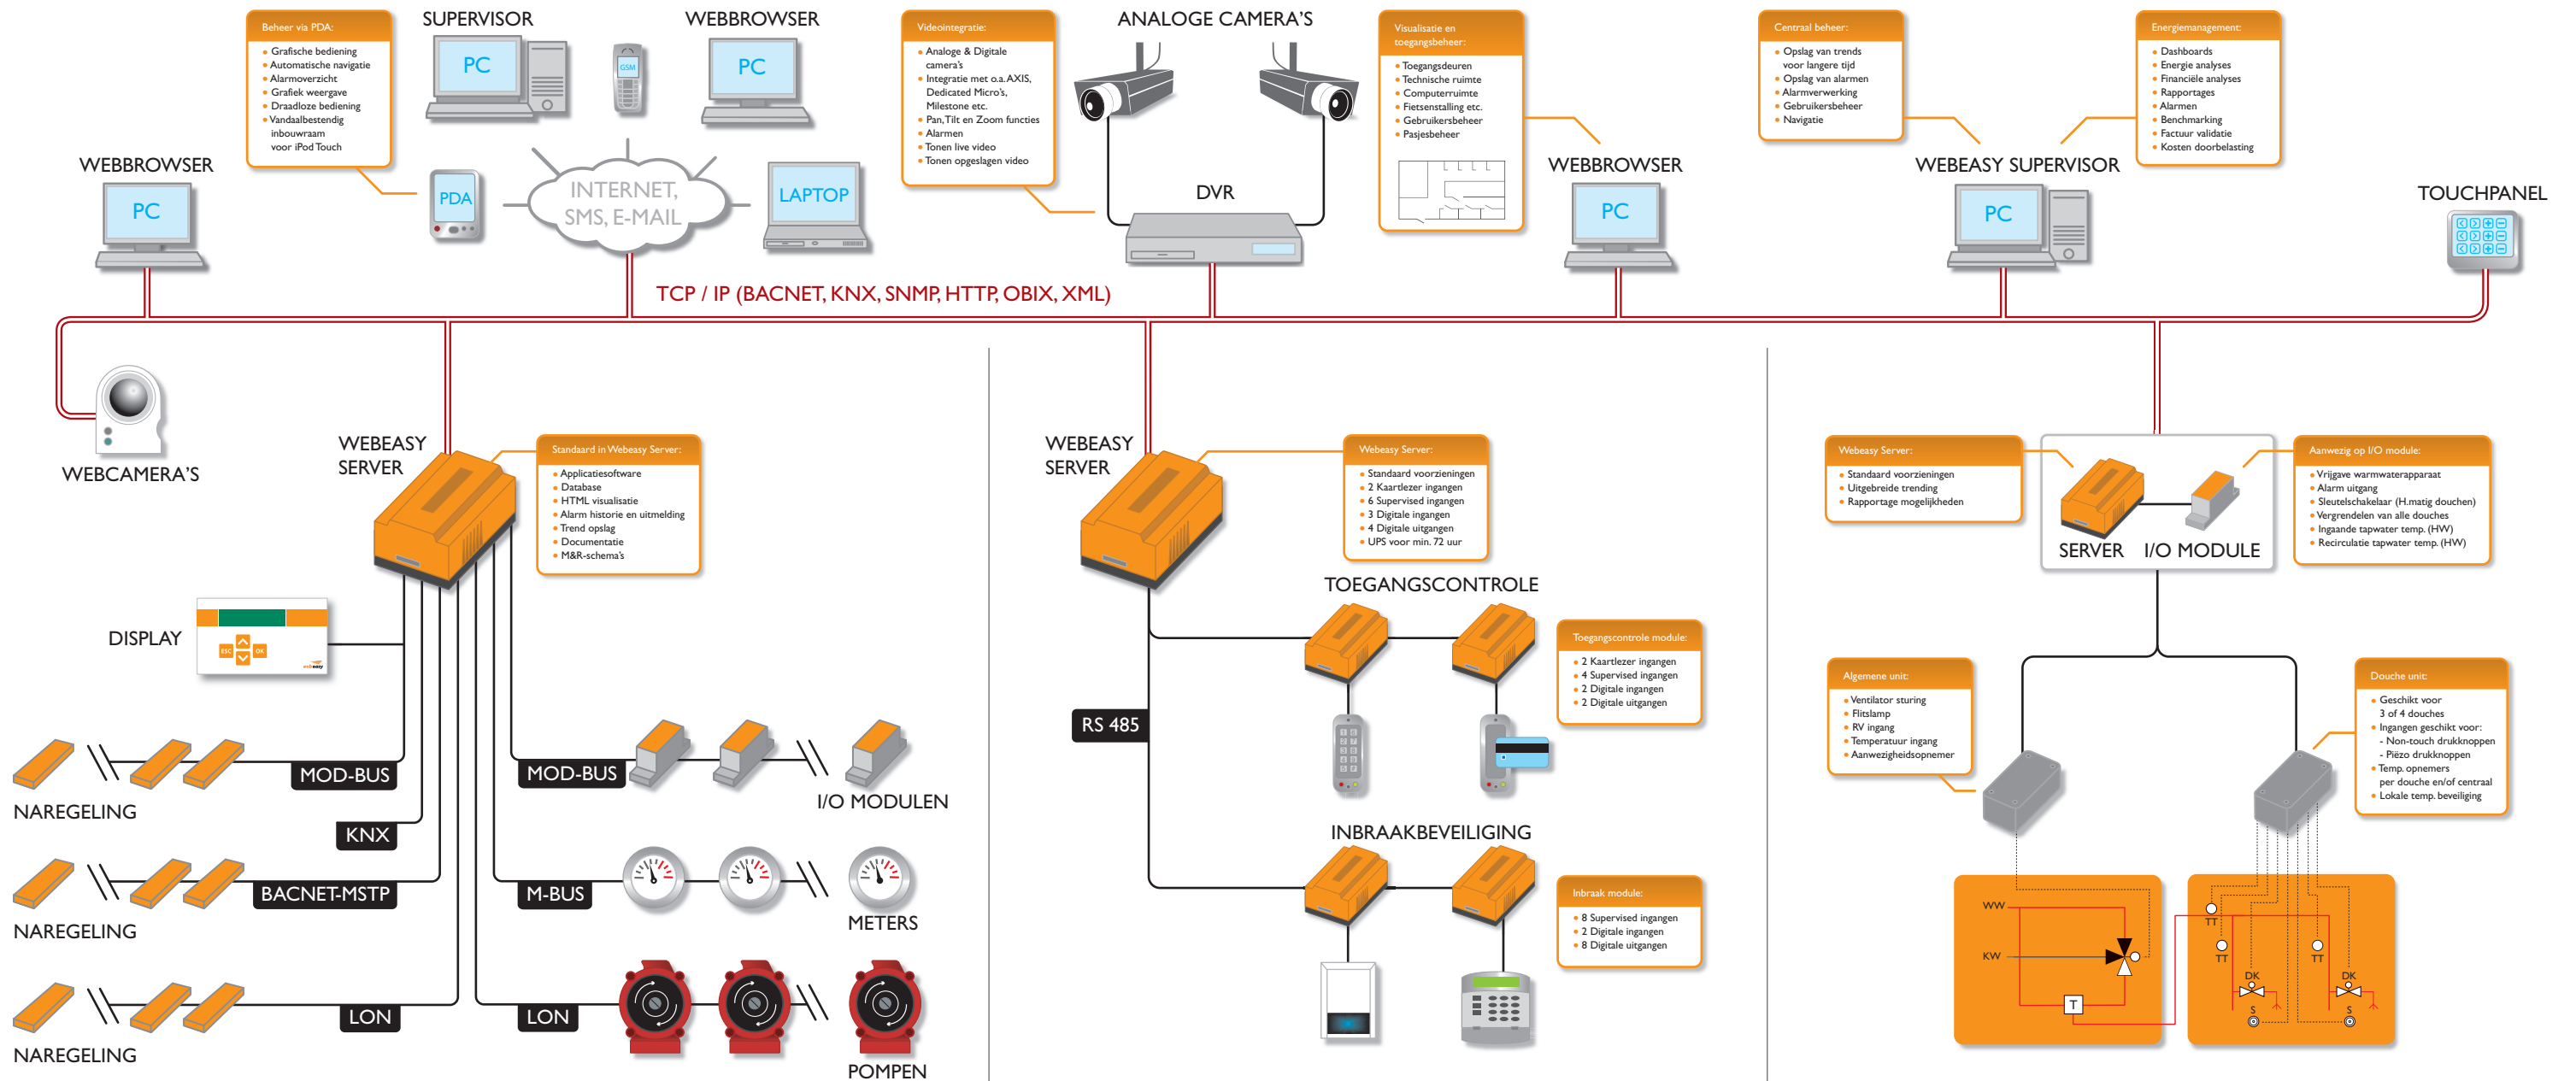 Beheer via PDA:
• Grafische bediening
• Automatische navigatie
• Alarmoverzicht
• Grafiek weergave
• Draadloze bediening
• Vandaalbestendig
inbouwraam
voor iPod Touch
SUPERVISOR
PC
GSM
WEBBROWSER
PC
Videointegratie:
• Analoge & Digitale
camera's
• Integratie met o.a. AXIS,
Dedicated Micro's,
Milestone etc.
• Pan, Tilt en Zoom functies
• Alarmen
• Tonen live video
• Tonen opgeslagen video
ANALOGE CAMERA'S
Visualisatie en
toegangsbeheer:
• Toegangsdeuren
• Technische ruimte
• Computerruimte
• Fietsenstalling etc.
• Gebruikersbeheer
• Pasjesbeheer
Centraal beheer:
• Opslag van trends
voor langere tijd
• Opslag van alarmen
• Alarmverwerking
• Gebruikersbeheer
• Navigatie
Energiemanagement:
• Dashboards
• Energie analyses
• Financiële analyses
• Rapportages
• Alarmen
• Benchmarking
• Factuur validatie
• Kosten doorbelasting
WEBBROWSER
PC
PDA
INTERNET,
SMS, E-MAIL
LAPTOP
DVR
WEBBROWSER
PC
WEBEASY SUPERVISOR
PC
TOUCHPANEL
TCP / IP (BACNET, KNX, SNMP, HTTP, OBIX, XML)
WEBCAMERA'S
WEBEASY
SERVER
Standaard in Webeasy Server:
• Applicatiesoftware
• Database
• HTML visualisatie
• Alarm historie en uitmelding
• Trend opslag
• Documentatie
• M&R-schema's
DISPLAY
ESC
OK
webeasy
MOD-BUS
NAREGELING
KNX
BACNET-MSTP
NAREGELING
LON
NAREGELING
MOD-BUS
I/O MODULEN
M-BUS
METERS
LON
POMPEN
WEBEASY
SERVER
Webeasy Server:
• Standaard voorzieningen
• 2 Kaartlezer ingangen
• 6 Supervised ingangen
• 3 Digitale ingangen
• 4 Digitale uitgangen
• UPS voor min. 72 uur
TOEGANGSCONTROLE
Toegangscontrole module:
• 2 Kaartlezer ingangen
• 4 Supervised ingangen
• 2 Digitale ingangen
• 2 Digitale uitgangen
RS 485
INBRAAKBEVEILIGING
Inbraak module:
• 8 Supervised ingangen
• 2 Digitale ingangen
• 8 Digitale uitgangen
Webeasy Server:
• Standaard voorzieningen
• Uitgebreide trending
• Rapportage mogelijkheden
SERVER
I/O MODULE
Aanwezig op I/O module:
• Vrijgave warmwaterapparaat
• Alarm uitgang
• Sleutelschakelaar (H.matig douchen)
• Vergrendelen van alle douches
• Ingande tapwater temp. (HW)
• Recirculatie tapwater temp. (HW)
Algemene unit:
• Ventilator sturing
• Flitslamp
• RV ingang
• Temperatuur ingang
• Aanwezigheidsopnemer
Douche unit:
• Geschikt voor
3 of 4 douches
• Ingangen geschikt voor:
- Non-touch drukknoppen
- Piëzo drukknoppen
• Temp. opnemers
per douche en/of centraal
• Lokale temp. beveiliging
WW
KW
T
TT
TT
TT
DK
DK
S
S